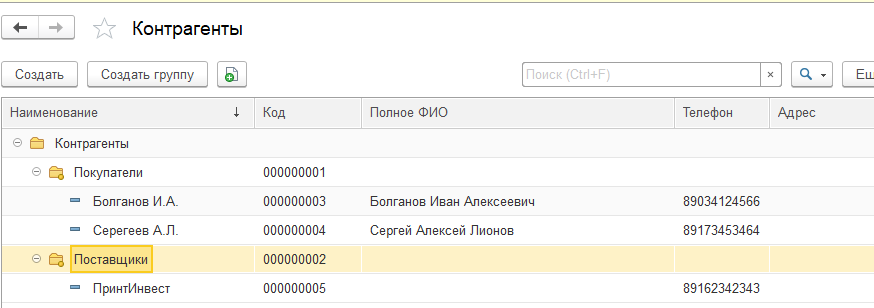 Контрагенты
Создать Создать группу Поиск (Ctrl+F) × Ещ
Наименование ↓ Код Полное ФИО Телефон Адрес
Контрагенты
Покупатели 000000001
Болганов И.А. 000000003 Болганов Иван Алексеевич 89034124566
Серегеев А.Л. 000000004 Сергей Алексей Лионов 89173453464
Поставщики 000000002
ПринтИнвест 000000005 89162342343